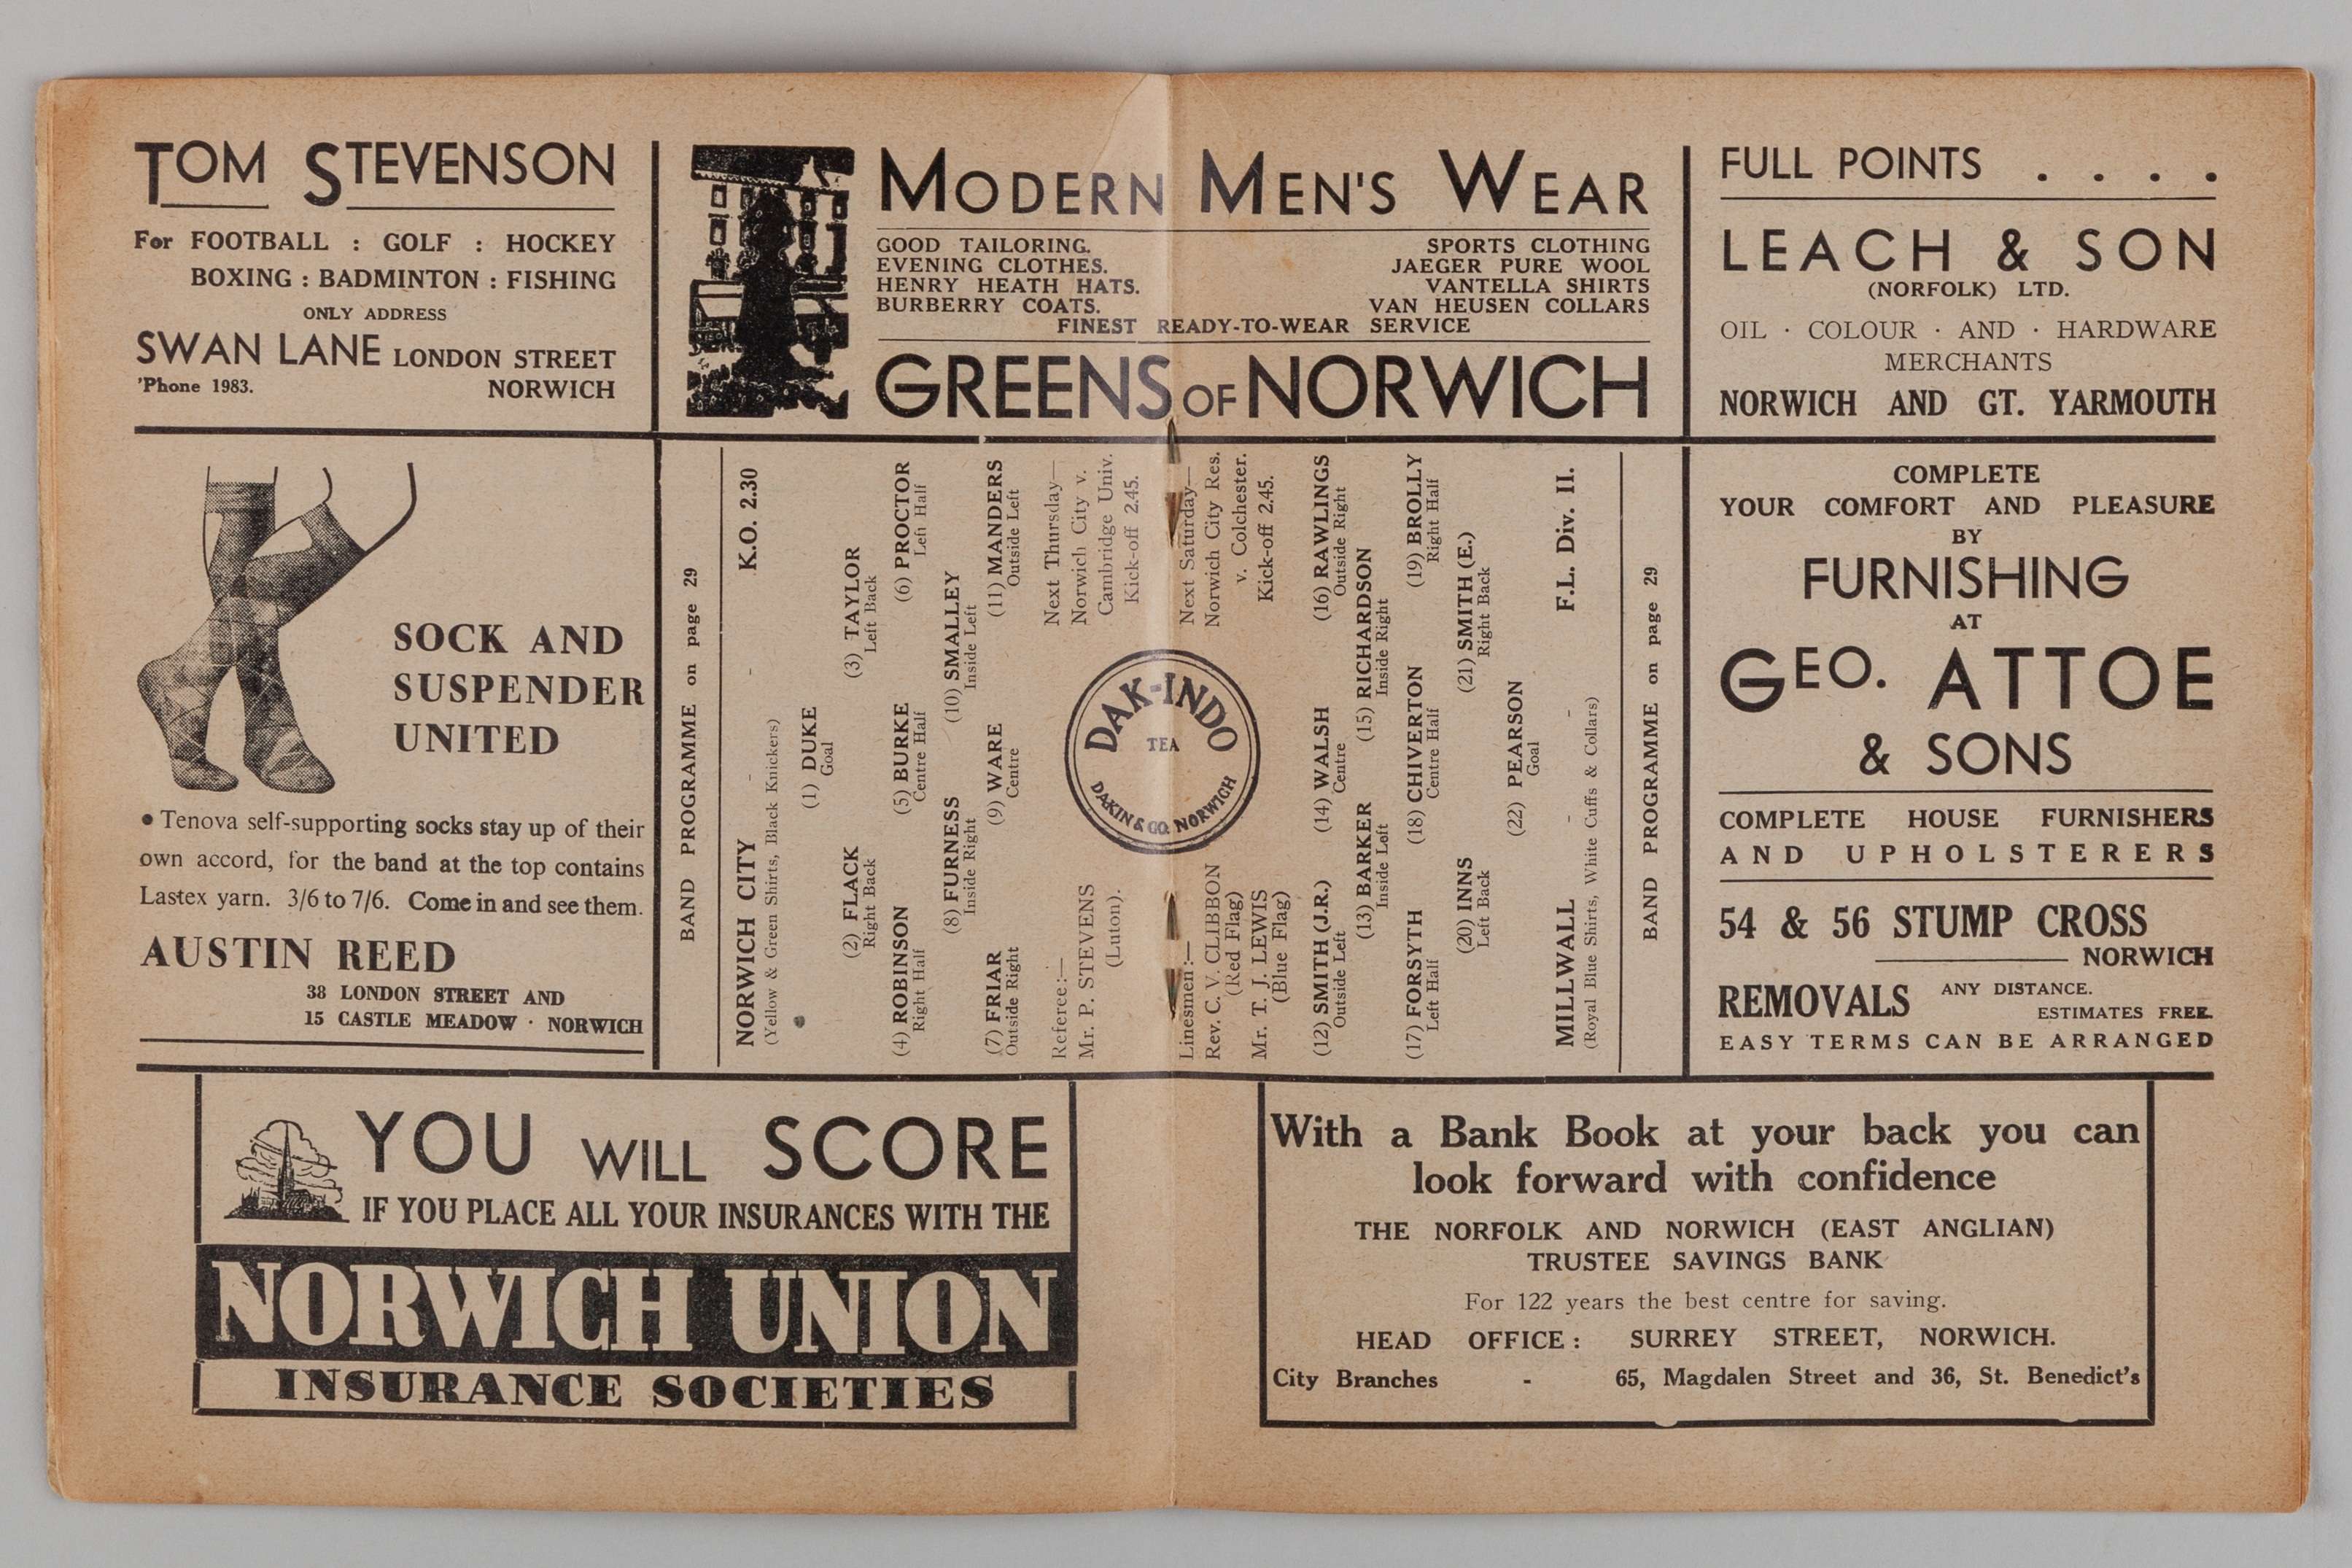 TOM STEVENSON
For FOOTBALL : GOLF : HOCKEY
BOXING : BADMINTON : FISHING
ONLY ADDRESS
SWAN LANE LONDON STREET
'Phone 1983. NORWICH
MODERN MEN'S WEAR
GOOD TAILORING.
EVENING CLOTHES.
HENRY HEATH HATS.
BURBERRY COATS.
SPORTS CLOTHING
JAEGER PURE WOOL
VANTELLA SHIRTS
VAN HEUSEN COLLARS
FINEST READY-TO-WEAR SERVICE
GREENS OF NORWICH
FULL POINTS . . . .
LEACH & SON
(NORFOLK) LTD.
OIL · COLOUR · AND · HARDWARE
MERCHANTS
NORWICH AND GT. YARMOUTH
SOCK AND
SUSPENDER
UNITED
• Tenova self-supporting socks stay up of their
own accord, for the band at the top contains
Lastex yarn. 3/6 to 7/6. Come in and see them.
AUSTIN REED
38 LONDON STREET AND
15 CASTLE MEADOW · NORWICH
BAND PROGRAMME on page 29
NORWICH CITY - - K.O. 2.30
(Yellow & Green Shirts, Black Knickers)
(1) DUKE
Goal
(2) FLACK
Right Back
(3) TAYLOR
Left Back
(4) ROBINSON
Right Half
(5) BURKE
Centre Half
(6) PROCTOR
Left Half
(8) FURNESS
Inside Right
(10) SMALLEY
Inside Left
(7) FRIAR
Outside Right
(9) WARE
Centre
(11) MANDERS
Outside Left
Referee:—
Mr. P. STEVENS
(Luton).
Next Thursday—
Norwich City v.
Cambridge Univ.
Kick-off 2.45.
DAK-INDO
TEA
DAKIN & CO. NORWICH
Linesmen:—
Rev. C. V. CLIBBON
(Red Flag)
Mr. T. J. LEWIS
(Blue Flag)
Next Saturday—
Norwich City Res.
v. Colchester.
Kick-off 2.45.
(12) SMITH (J.R.)
Outside Left
(14) WALSH
Centre
(16) RAWLINGS
Outside Right
(13) BARKER
Inside Left
(15) RICHARDSON
Inside Right
(17) FORSYTH
Left Half
(18) CHIVERTON
Centre Half
(19) BROLLY
Right Half
(20) INNS
Left Back
(21) SMITH (E.)
Right Back
(22) PEARSON
Goal
MILLWALL - - F.L. Div. II.
(Royal Blue Shirts, White Cuffs & Collars)
BAND PROGRAMME on page 29
COMPLETE
YOUR COMFORT AND PLEASURE
BY
FURNISHING
AT
GEO. ATTOE
& SONS
COMPLETE HOUSE FURNISHERS
AND UPHOLSTERERS
54 & 56 STUMP CROSS
NORWICH
REMOVALS ANY DISTANCE.
ESTIMATES FREE.
EASY TERMS CAN BE ARRANGED
YOU WILL SCORE
IF YOU PLACE ALL YOUR INSURANCES WITH THE
NORWICH UNION
INSURANCE SOCIETIES
With a Bank Book at your back you can
look forward with confidence
THE NORFOLK AND NORWICH (EAST ANGLIAN)
TRUSTEE SAVINGS BANK
For 122 years the best centre for saving.
HEAD OFFICE : SURREY STREET, NORWICH.
City Branches - 65, Magdalen Street and 36, St. Benedict's